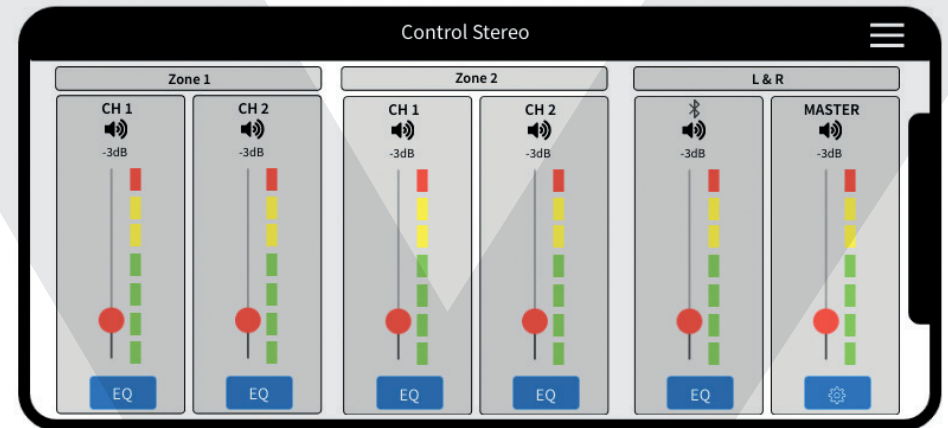 Control Stereo
Zone 1
Zone 2
L & R
CH 1
CH 2
CH 1
CH 2
MASTER
-3dB
-3dB
-3dB
-3dB
-3dB
-3dB
EQ
EQ
EQ
EQ
EQ